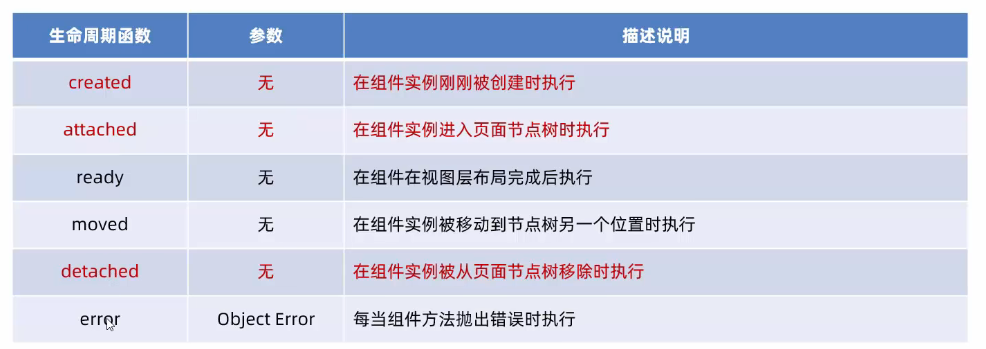 生命周期函数 参数 描述说明
created 无 在组件实例刚刚被创建时执行
attached 无 在组件实例进入页面节点树时执行
ready 无 在组件在视图层布局完成后执行
moved 无 在组件实例被移动到节点树另一个位置时执行
detached 无 在组件实例被从页面节点树移除时执行
error Object Error 每当组件方法抛出错误时执行